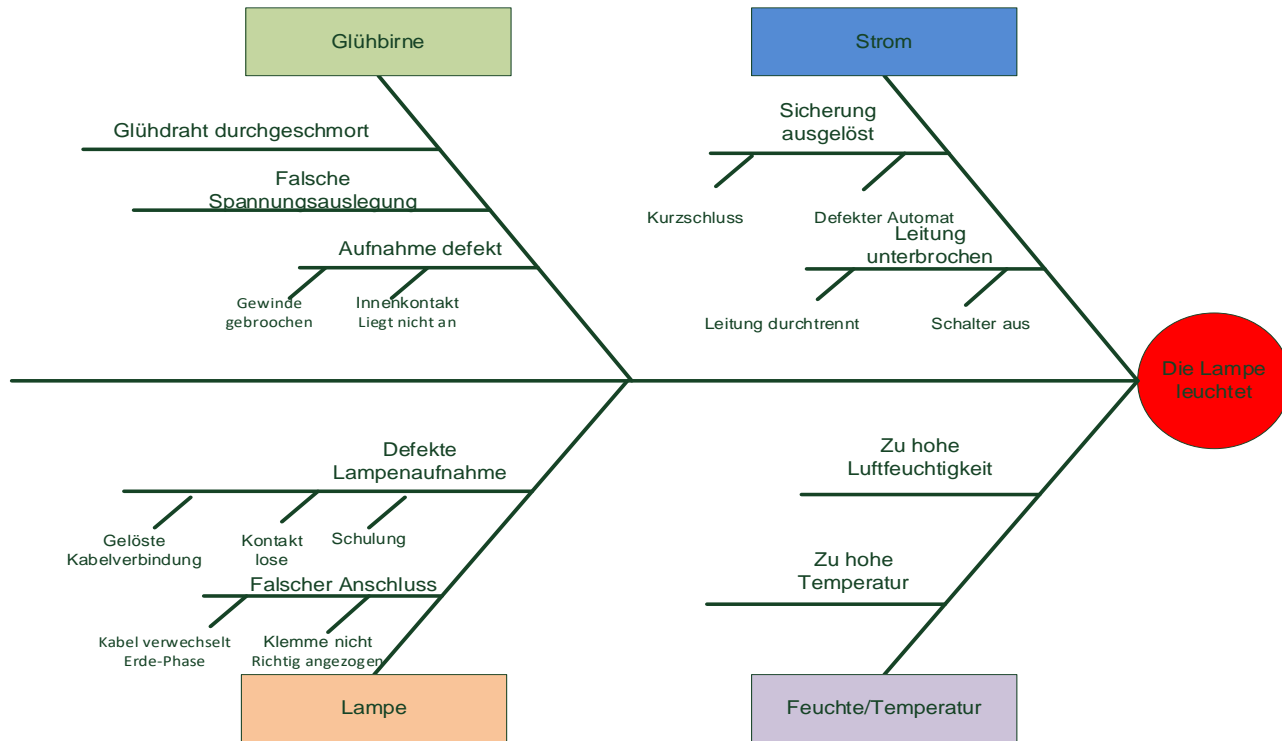 Glühbirne
Strom
Glühdraht durchgeschmort
Falsche
Spannungsauslegung
Aufnahme defekt
Gewinde
gebroochen
Innenkontakt
Liegt nicht an
Sicherung
ausgelöst
Kurzschluss
Defekter Automat
Leitung
unterbrochen
Leitung durchtrennt
Schalter aus
Die Lampe
leuchtet
Defekte
Lampenaufnahme
Gelöste
Kabelverbindung
Kontakt
lose
Schulung
Falscher Anschluss
Kabel verwechselt
Erde-Phase
Klemme nicht
Richtig angezogen
Zu hohe
Luftfeuchtigkeit
Zu hohe
Temperatur
Lampe
Feuchte/Temperatur